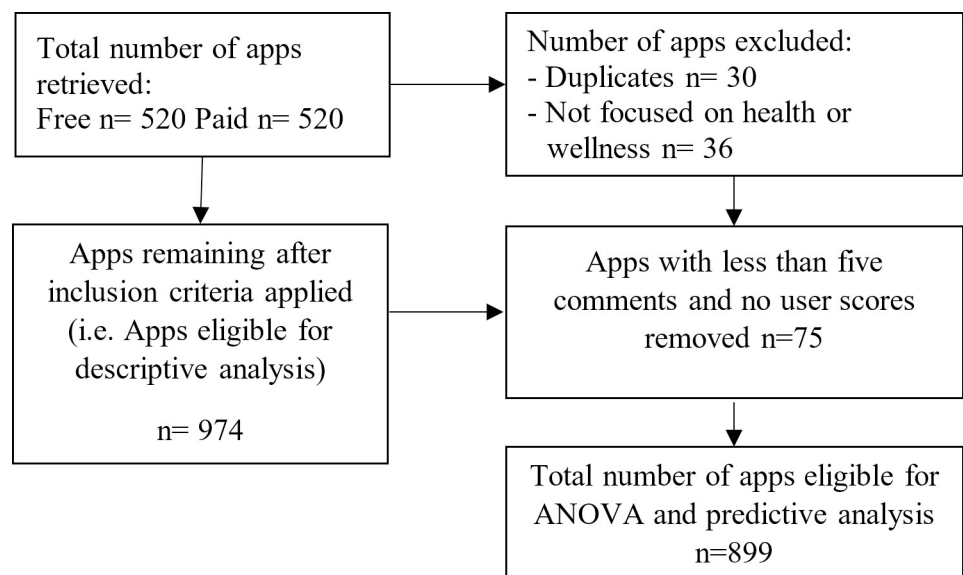 Total number of apps
retrieved:
Free n= 520 Paid n= 520
Number of apps excluded:
- Duplicates n= 30
- Not focused on health or
wellness n= 36
Apps remaining after
inclusion criteria applied
(i.e. Apps eligible for
descriptive analysis)
n= 974
Apps with less than five
comments and no user scores
removed n=75
Total number of apps eligible for
ANOVA and predictive analysis
n=899